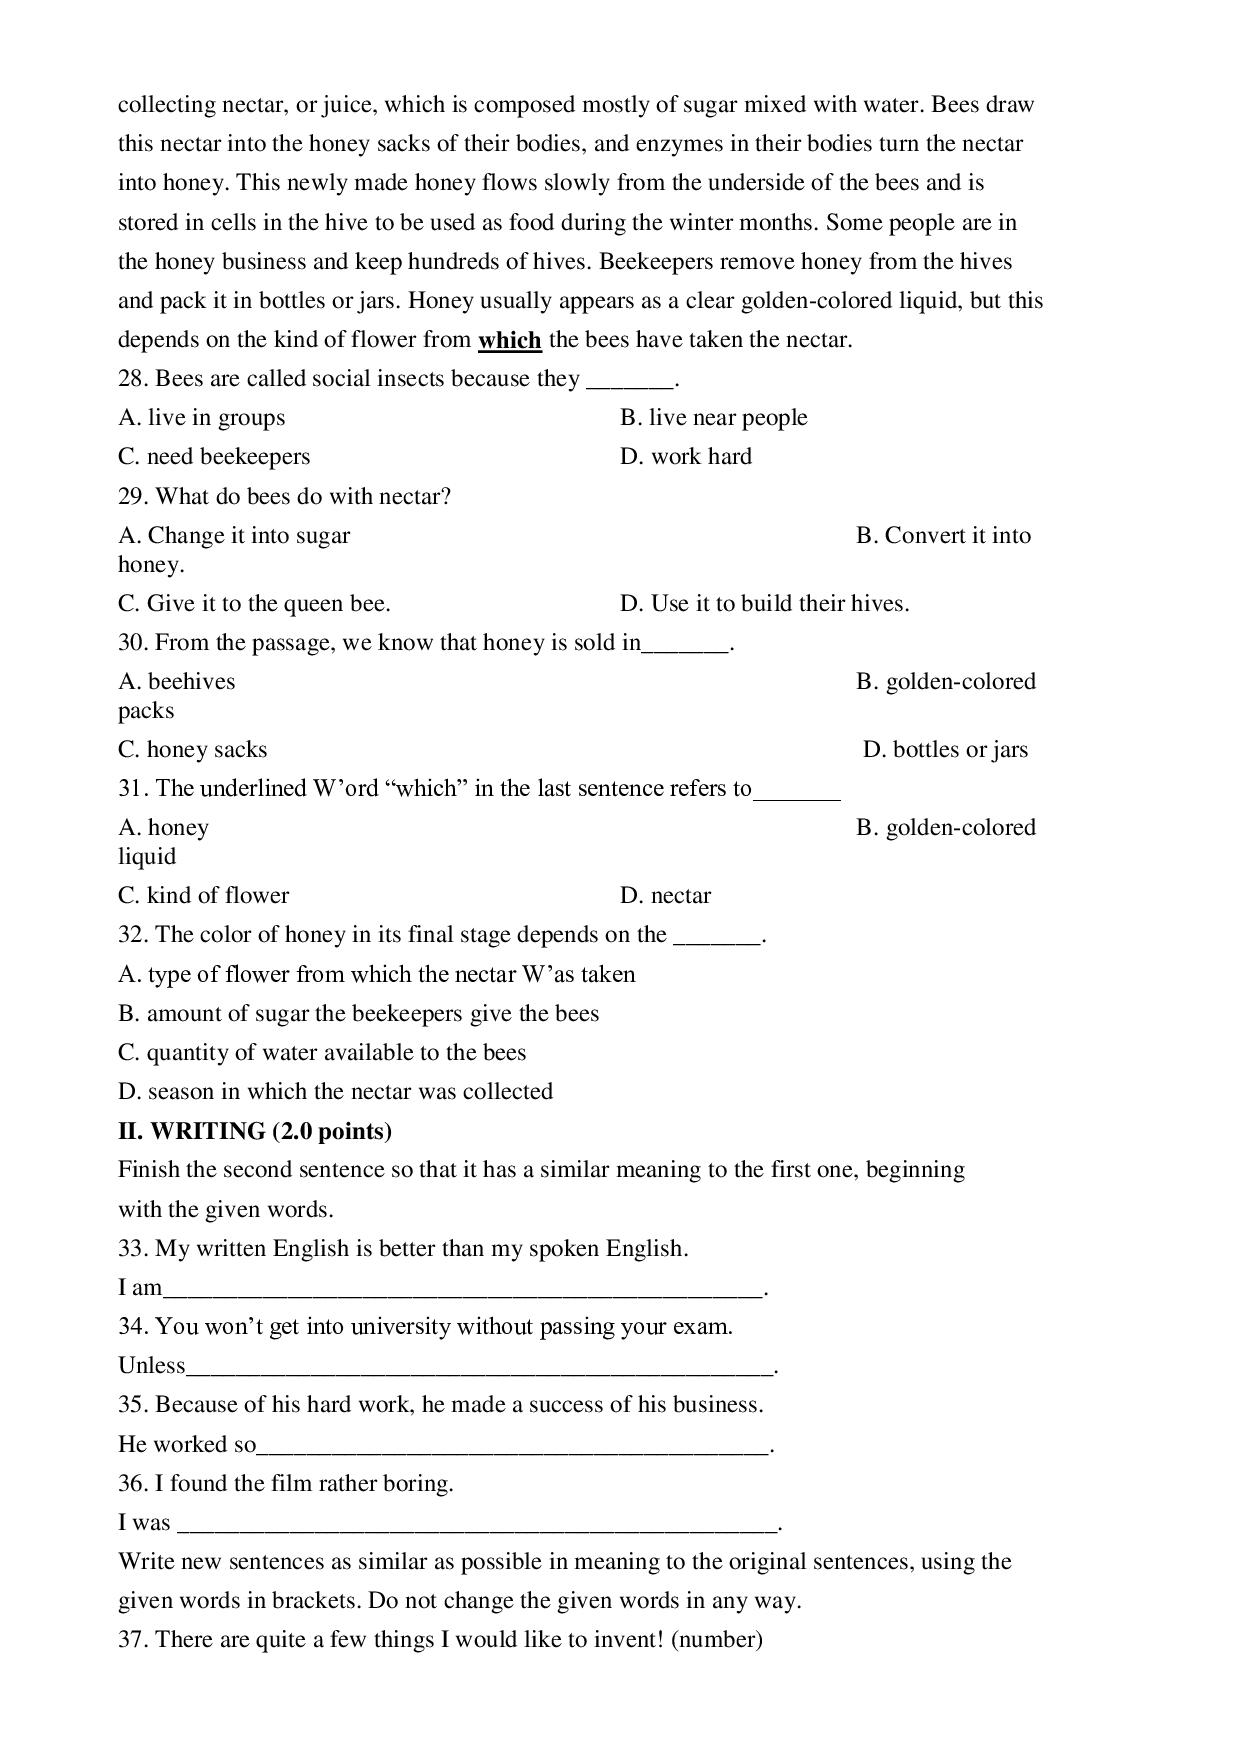 collecting nectar, or juice, which is composed mostly of sugar mixed with water. Bees draw
this nectar into the honey sacks of their bodies, and enzymes in their bodies turn the nectar
into honey. This newly made honey flows slowly from the underside of the bees and is
stored in cells in the hive to be used as food during the winter months. Some people are in
the honey business and keep hundreds of hives. Beekeepers remove honey from the hives
and pack it in bottles or jars. Honey usually appears as a clear golden-colored liquid, but this
depends on the kind of flower from which the bees have taken the nectar.
28. Bees are called social insects because they _______.
A. live in groups B. live near people
C. need beekeepers D. work hard
29. What do bees do with nectar?
A. Change it into sugar B. Convert it into
honey.
C. Give it to the queen bee. D. Use it to build their hives.
30. From the passage, we know that honey is sold in_______.
A. beehives B. golden-colored
packs
C. honey sacks D. bottles or jars
31. The underlined W’ord “which” in the last sentence refers to_______
A. honey B. golden-colored
liquid
C. kind of flower D. nectar
32. The color of honey in its final stage depends on the _______.
A. type of flower from which the nectar W’as taken
B. amount of sugar the beekeepers give the bees
C. quantity of water available to the bees
D. season in which the nectar was collected
II. WRITING (2.0 points)
Finish the second sentence so that it has a similar meaning to the first one, beginning
with the given words.
33. My written English is better than my spoken English.
I am________________________________________________.
34. You won’t get into university without passing your exam.
Unless_______________________________________________.
35. Because of his hard work, he made a success of his business.
He worked so_________________________________________.
36. I found the film rather boring.
I was ________________________________________________.
Write new sentences as similar as possible in meaning to the original sentences, using the
given words in brackets. Do not change the given words in any way.
37. There are quite a few things I would like to invent! (number)